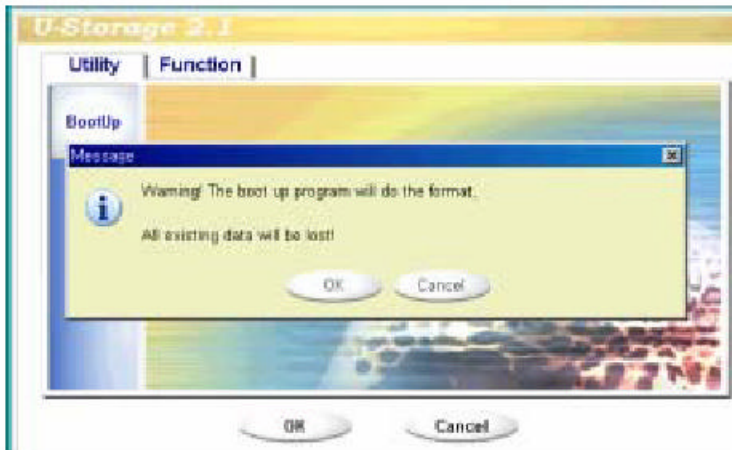 U-Storage 2.1
Utility | Function |
BootUp
Message
Warning! The boot up program will do the format,
All existing data will be lost!
OK Cancel
OK Cancel